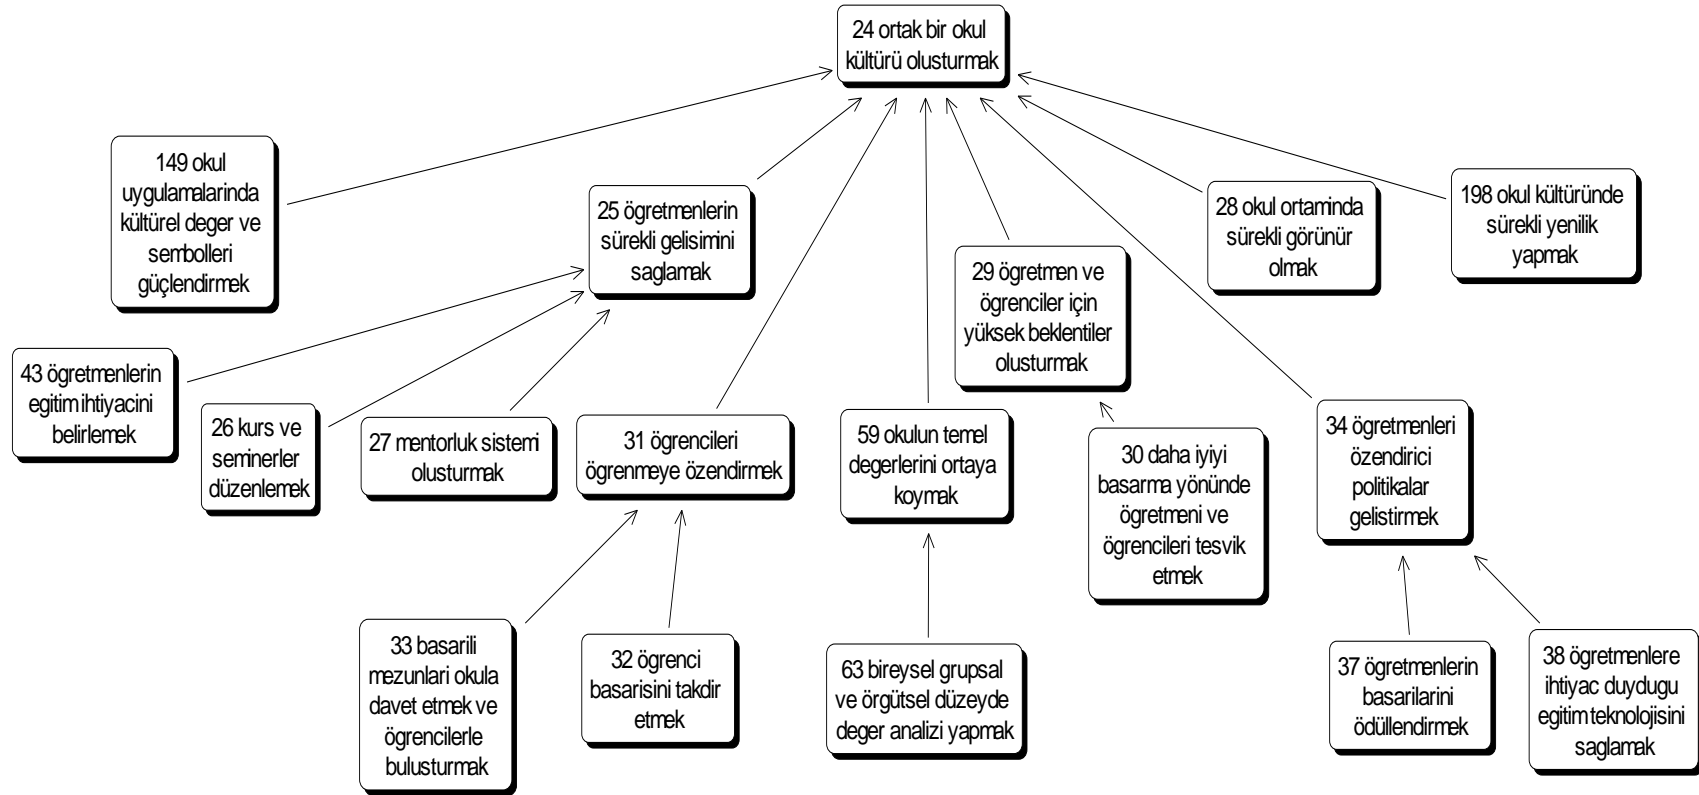 24 ortak bir okul
kültürü olusturmak
149 okul
uygulamalarinda
kültürel deger ve
sembolleri
güçlendirmek
25 ögretmenlerin
sürekli gelisimini
saglamak
29 ögretmen ve
ögrenciler için
yüksek beklentiler
olusturmak
28 okul ortaminda
sürekli görünür
olmak
198 okul kültüründe
sürekli yenilik
yapmak
43 ögretmenlerin
egitim ihtiyacini
belirlemek
26 kurs ve
seminerler
düzenlemek
27 mentorluk sistemi
olusturmak
31 ögrencileri
ögrenmeye özendirmek
59 okulun temel
degerlerini ortaya
koymak
30 daha iyiyi
basarma yönünde
ögretmeni ve
ögrencileri tesvik
etmek
34 ögretmenleri
özendirici
politikalar
gelistirmek
33 basarili
mezunlari okula
davet etmek ve
ögrencilerle
bulusturmak
32 ögrenci
basarisini takdir
etmek
63 bireysel grupsal
ve örgütsel düzeyde
deger analizi yapmak
37 ögretmenlerin
basarilarini
ödüllendirmek
38 ögretmenlere
ihtiyac duydugu
egitim teknolojisini
saglamak